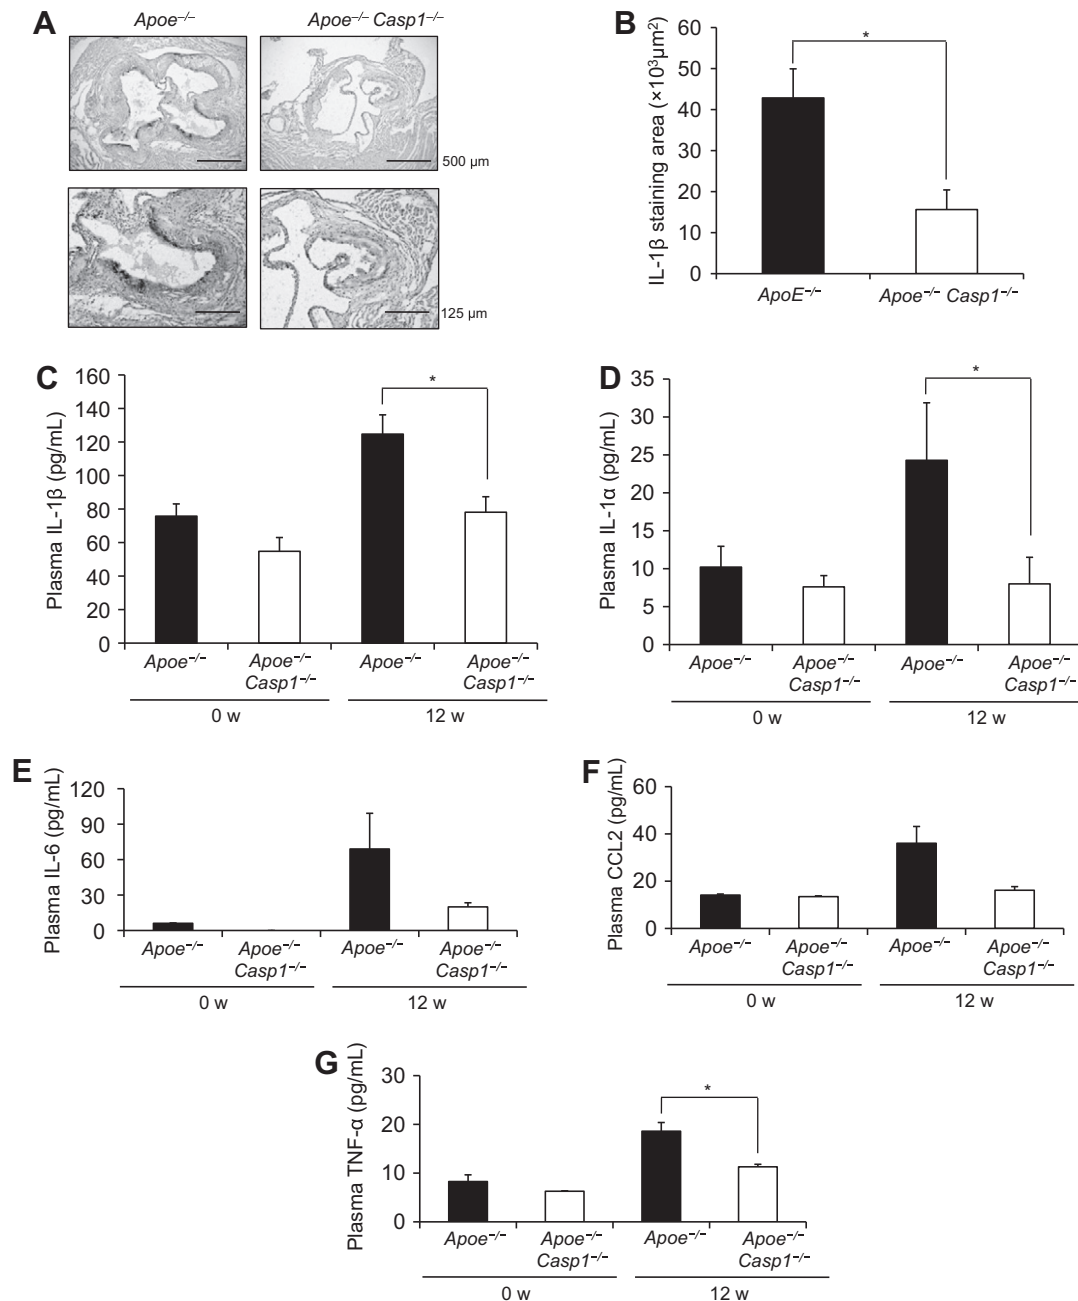 A
Apoe–/–
Apoe–/– Casp1–/–
500 µm
125 µm
B
IL-1β staining area (×10³µm²)
60
50
40
30
20
10
0
*
ApoE–/–
Apoe–/– Casp1–/–
C
Plasma IL-1β (pg/mL)
160
140
120
100
80
60
40
20
0
*
Apoe–/–
Apoe–/–
Casp1–/–
Apoe–/–
Apoe–/–
Casp1–/–
0 w
12 w
D
Plasma IL-1α (pg/mL)
35
30
25
20
15
10
5
0
*
Apoe–/–
Apoe–/–
Casp1–/–
Apoe–/–
Apoe–/–
Casp1–/–
0 w
12 w
E
Plasma IL-6 (pg/mL)
120
90
60
30
0
Apoe–/–
Apoe–/–
Casp1–/–
Apoe–/–
Apoe–/–
Casp1–/–
0 w
12 w
F
Plasma CCL2 (pg/mL)
60
40
20
0
Apoe–/–
Apoe–/–
Casp1–/–
Apoe–/–
Apoe–/–
Casp1–/–
0 w
12 w
G
Plasma TNF-α (pg/mL)
30
20
10
0
*
Apoe–/–
Apoe–/–
Casp1–/–
Apoe–/–
Apoe–/–
Casp1–/–
0 w
12 w